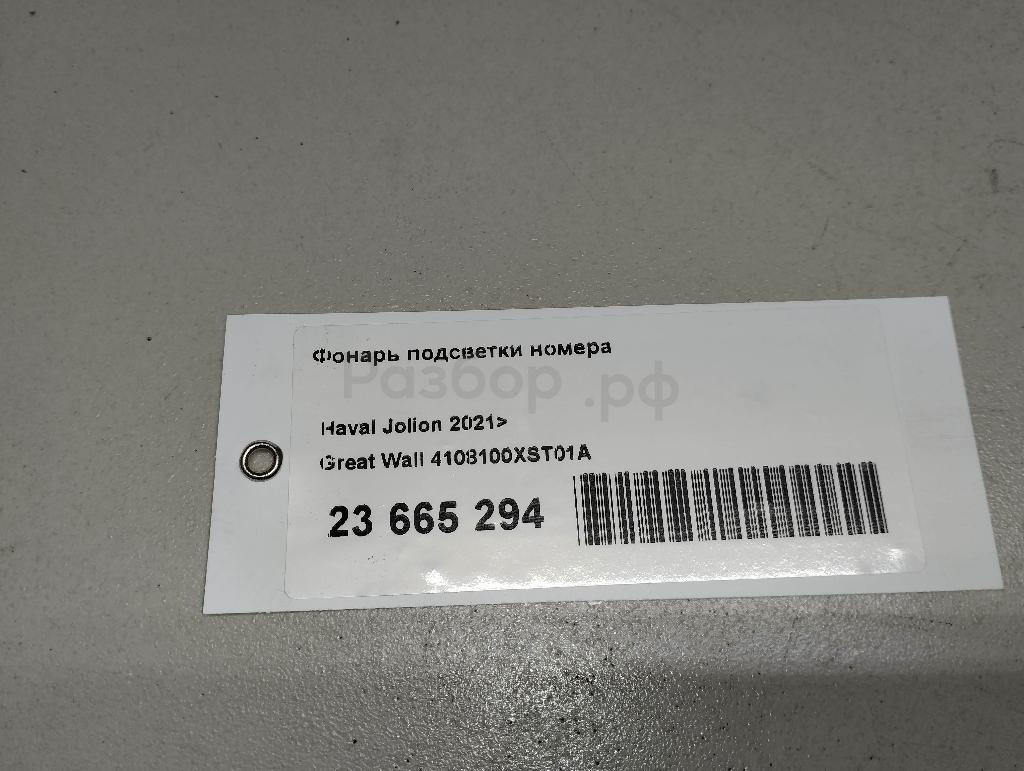 Фонарь подсветки номера
Разбор.рф
Haval Jolion 2021>
Great Wall 4108100XST01A
23 665 294